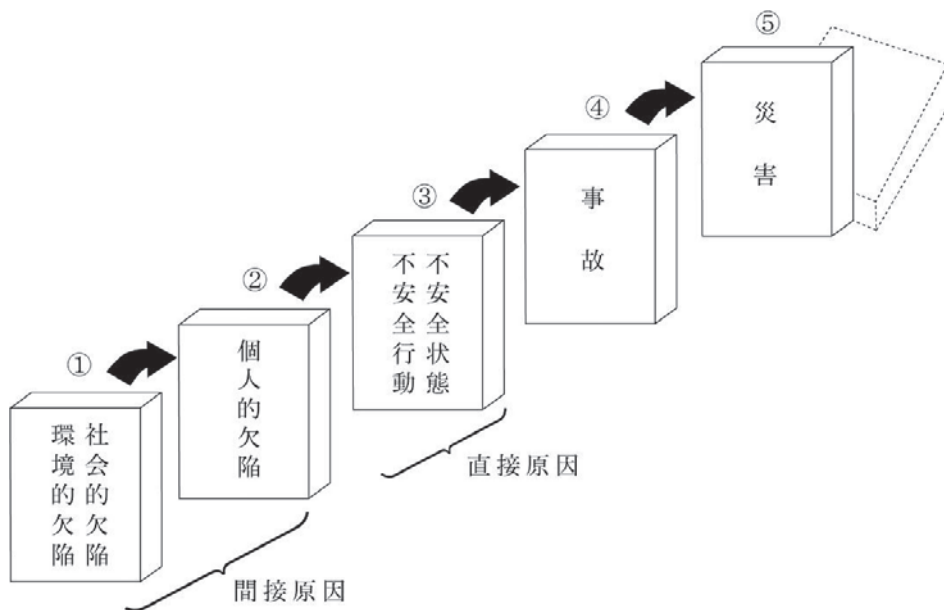 ①
社会的欠陥
環境的欠陥
②
個人的欠陥
間接原因
③
不安全状態
不安全行動
直接原因
④
事故
⑤
災害